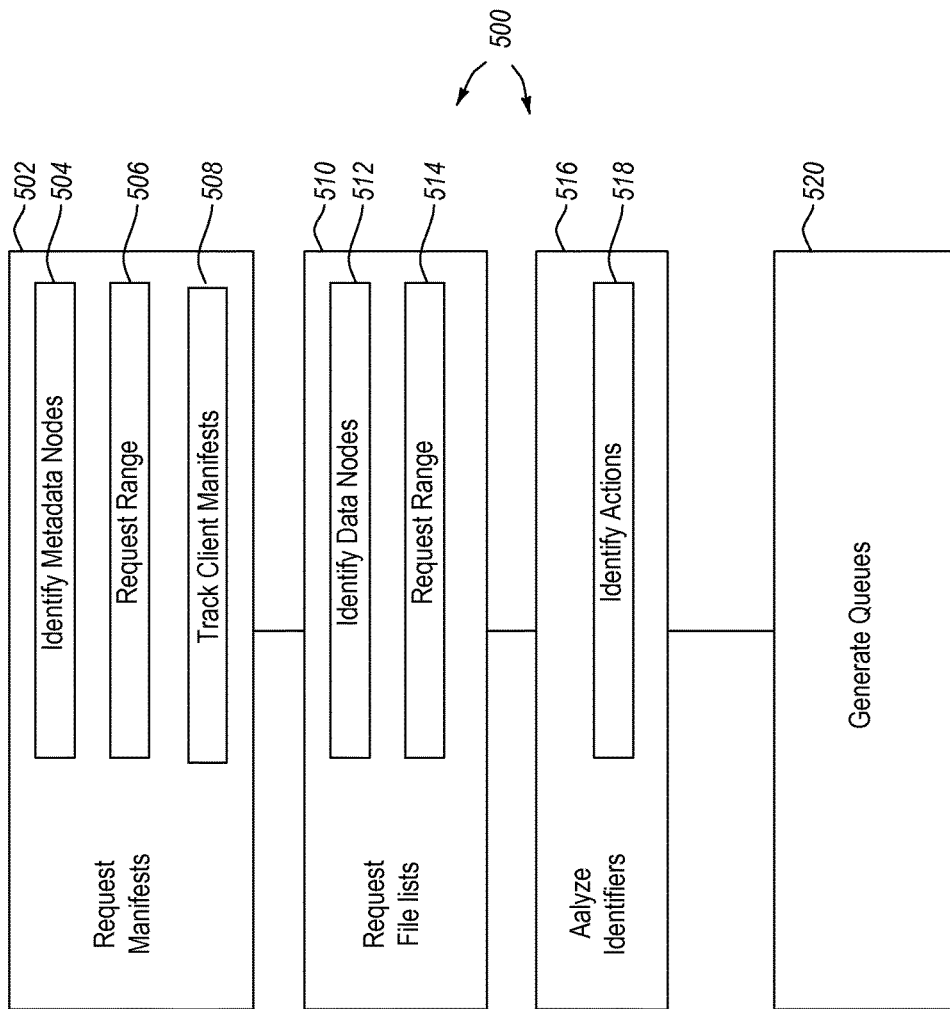 500
502
504
506
508
Request
Manifests
Identify Metadata Nodes
Request Range
Track Client Manifests
510
512
514
Request
File lists
Identify Data Nodes
Request Range
516
518
Aalyze
Identifiers
Identify Actions
520
Generate Queues